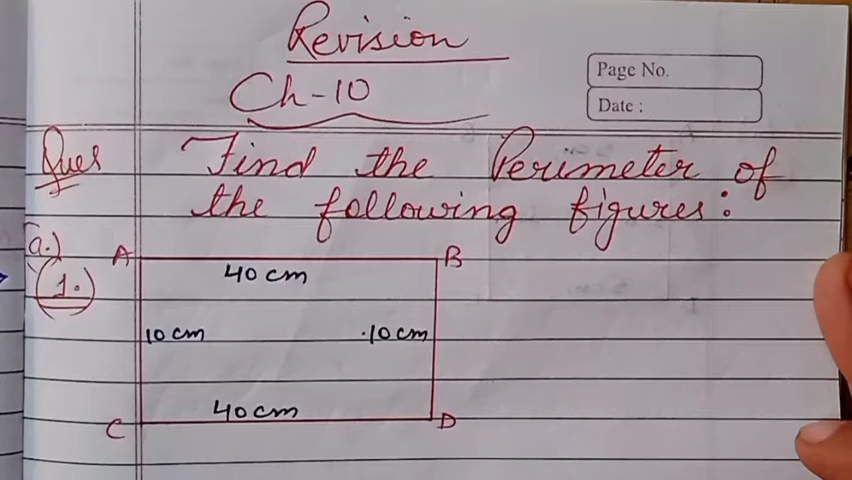 Revision
Ch-10
Page No.
Date :
Ques Find the Perimeter of
the following figures:
(a.)
(1.)
A B
40 cm
10 cm .10 cm
40 cm
C D